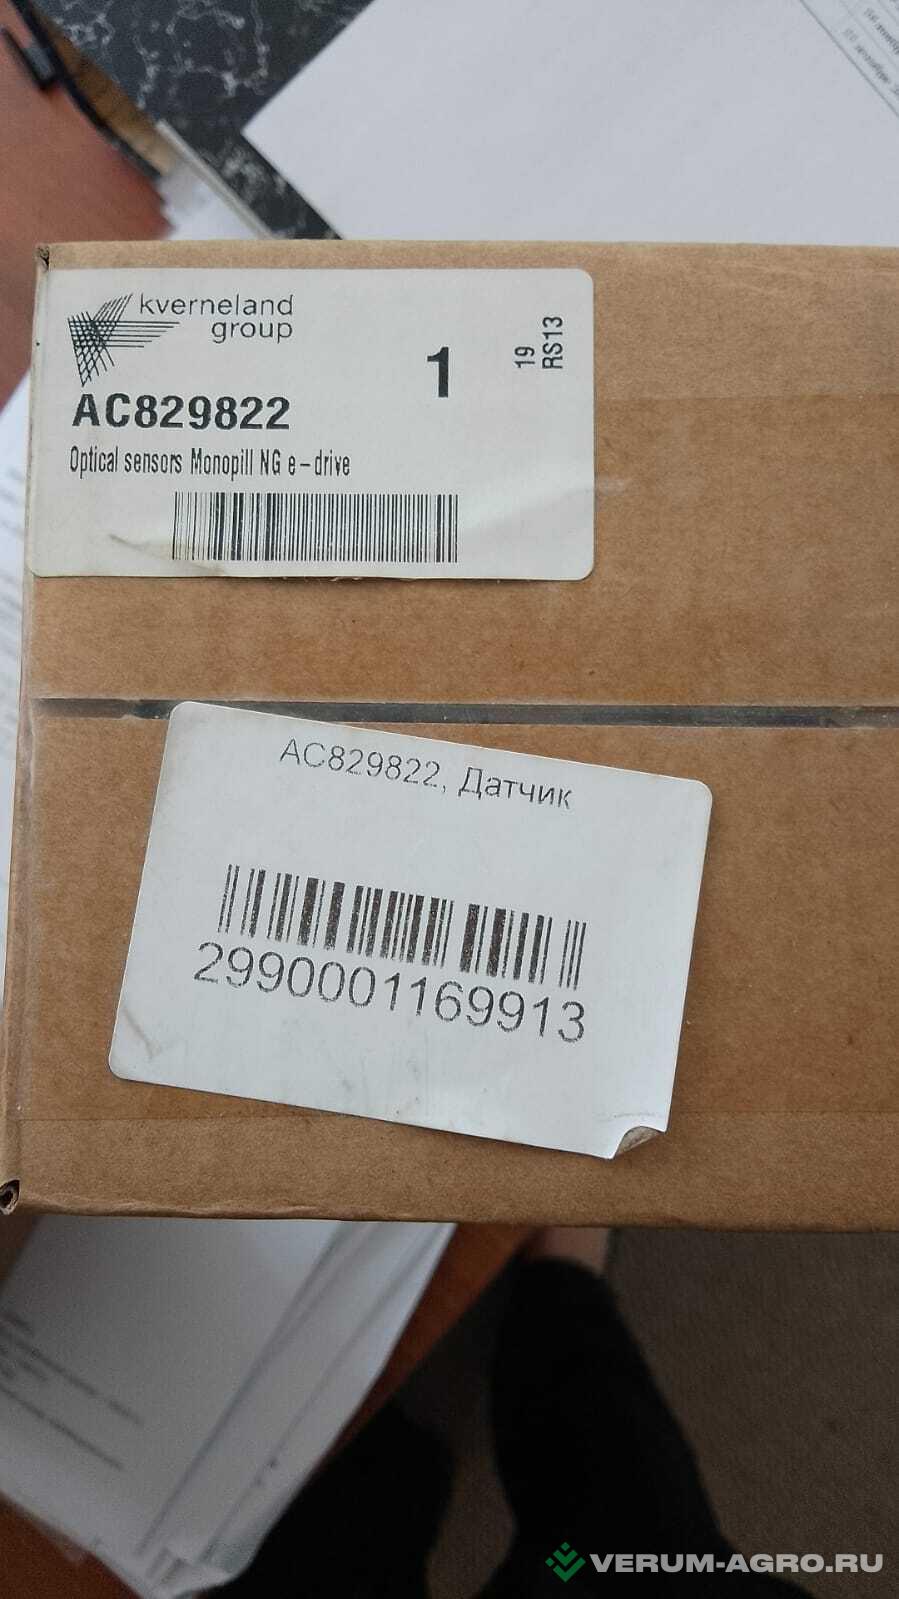 kverneland
group
1
19
RS13
AC829822
Optical sensors Monopill NG e-drive
AC829822, Датчик
2990001169913
VERUM-AGRO.RU